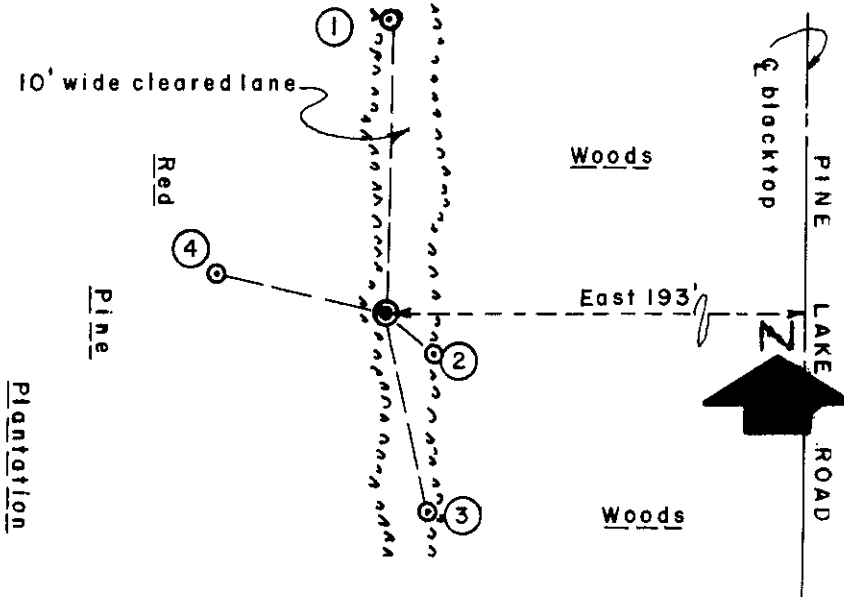 1
10' wide cleared lane
Woods
℄ blacktop
PINE LAKE ROAD
Red Pine Plantation
4
East 193'
N
2
3
Woods